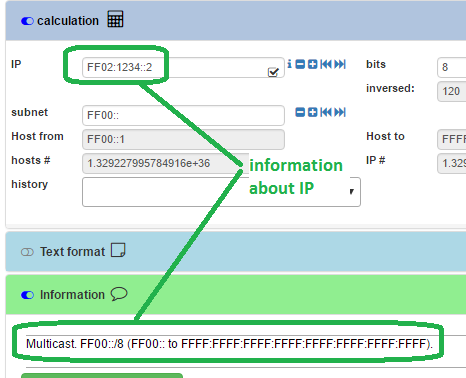 calculation
IP FF02:1234::2 i bits 8
inversed: 120
subnet FF00::
Host from FF00::1 Host to
hosts # 1.329227995784916e+36 IP # 1.329
history
information
about IP
Text format
Information
Multicast. FF00::/8 (FF00:: to FFFF:FFFF:FFFF:FFFF:FFFF:FFFF:FFFF:FFFF).